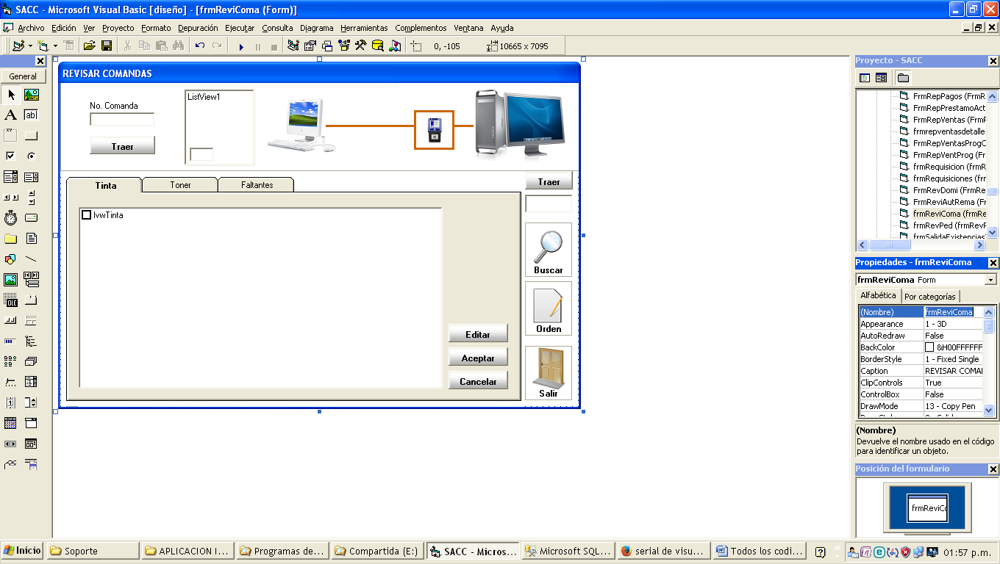 SACC - Microsoft Visual Basic [diseño] - [frmReviComa (Form)]
Archivo Edición Ver Proyecto Formato Depuración Ejecutar Consulta Diagrama Herramientas Complementos Ventana Ayuda
0, -105 10665 x 7095
General
A
ab
xy
OLE
REVISAR COMANDAS
No. Comanda
Traer
ListView1
Tinta Toner Faltantes
lvwTinta
Editar
Aceptar
Cancelar
Traer
Buscar
Orden
Salir
Proyecto - SACC
FrmRepPagos (FrmR
FrmRepPrestamoAct
FrmRepVentas (FrmF
frmrepventasdetalle
FrmRepVentasProgC
FrmRepVentProg (Fr
frmRequisicion (frmR
frmRequisiciones (frr
FrmRevDomi (FrmRe
FrmReviAutRema (Fr
frmReviComa (frmRe
frmRevPed (frmRevF
frmSalidaExistencias
Propiedades - frmReviComa
frmReviComa Form
Alfabética Por categorías
(Nombre) frmReviComa
Appearance 1 - 3D
AutoRedraw False
BackColor &H00FFFFFF
BorderStyle 1 - Fixed Single
Caption REVISAR COMAI
ClipControls True
ControlBox False
DrawMode 13 - Copy Pen
(Nombre)
Devuelve el nombre usado en el código
para identificar un objeto.
Posición del formulario
frmReviCo
Inicio Soporte APLICACION I... Programas de... Compartida (E:) SACC - Micros... Microsoft SQL... serial de visu... Todos los codi... 01:57 p.m.